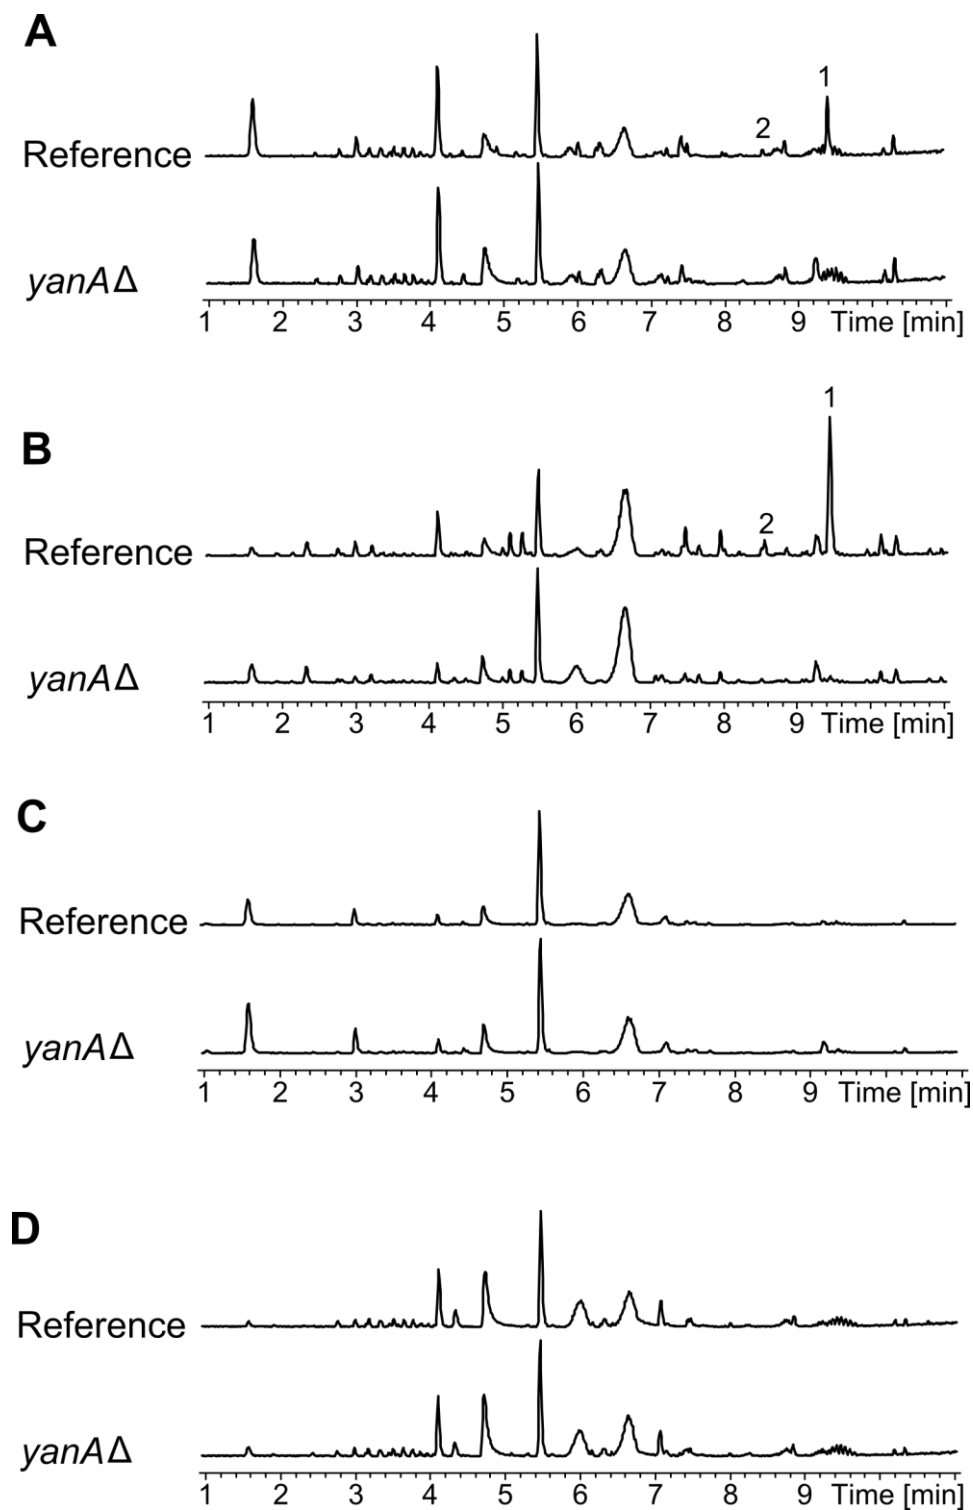 A
1
2
Reference
yanAΔ
1 2 3 4 5 6 7 8 9 Time [min]
1
B
2
Reference
yanAΔ
1 2 3 4 5 6 7 8 9 Time [min]
C
Reference
yanAΔ
1 2 3 4 5 6 7 8 9 Time [min]
D
Reference
yanAΔ
1 2 3 4 5 6 7 8 9 Time [min]